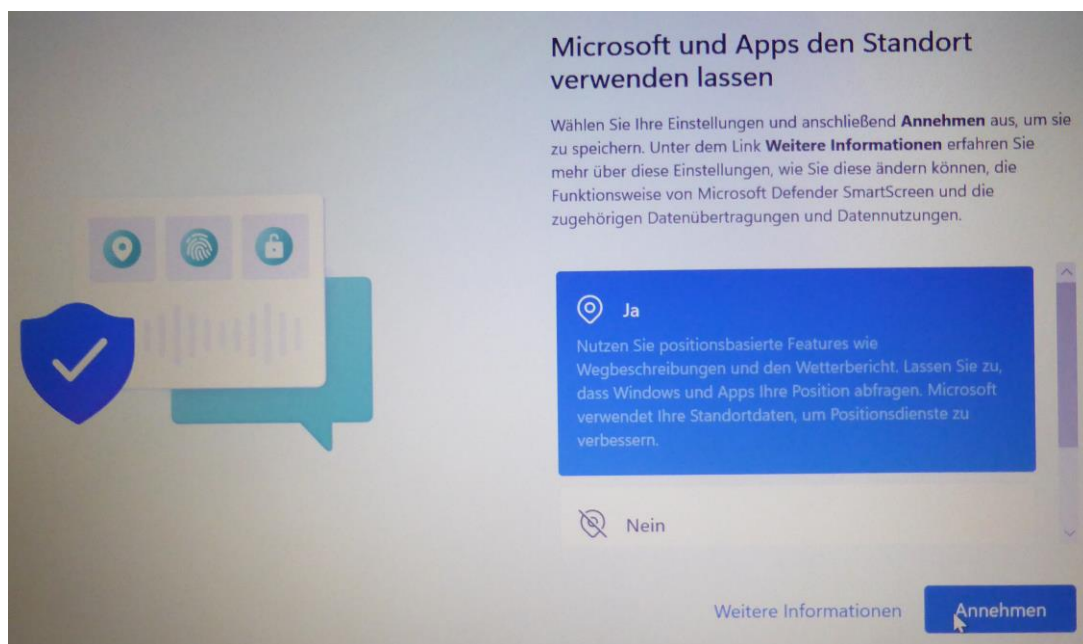 Microsoft und Apps den Standort
verwenden lassen
Wählen Sie Ihre Einstellungen und anschließend Annehmen aus, um sie
zu speichern. Unter dem Link Weitere Informationen erfahren Sie
mehr über diese Einstellungen, wie Sie diese ändern können, die
Funktionsweise von Microsoft Defender SmartScreen und die
zugehörigen Datenübertragungen und Datennutzungen.
Ja
Nutzen Sie positionsbasierte Features wie
Wegbeschreibungen und den Wetterbericht. Lassen Sie zu,
dass Windows und Apps Ihre Position abfragen. Microsoft
verwendet Ihre Standortdaten, um Positionsdienste zu
verbessern.
Nein
Weitere Informationen
Annehmen